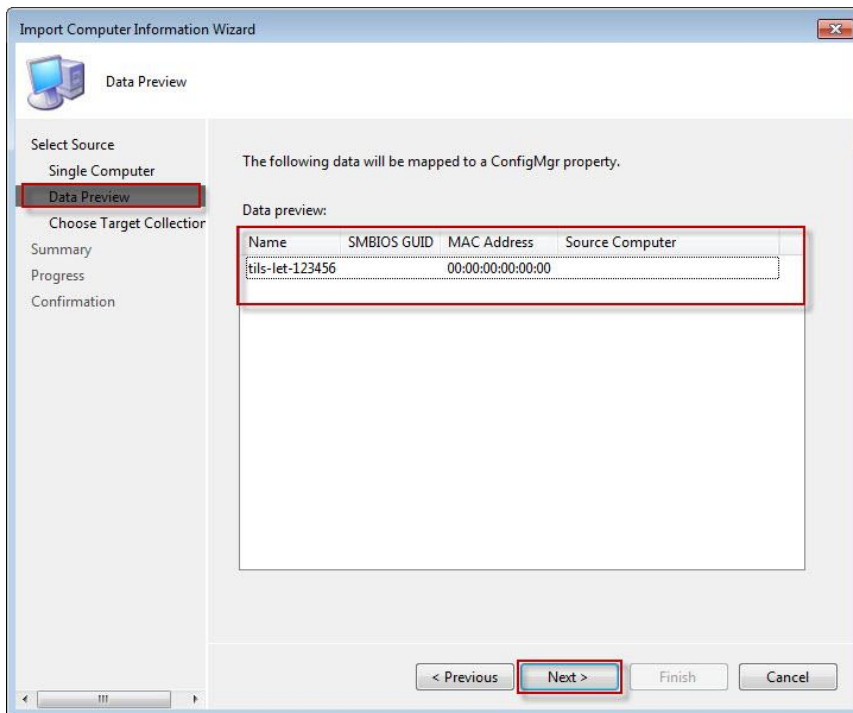 Import Computer Information Wizard
Data Preview
Select Source
Single Computer
Data Preview
Choose Target Collection
Summary
Progress
Confirmation
The following data will be mapped to a ConfigMgr property.
Data preview:
Name SMBIOS GUID MAC Address Source Computer
tils-let-123456 00:00:00:00:00:00
< Previous Next > Finish Cancel